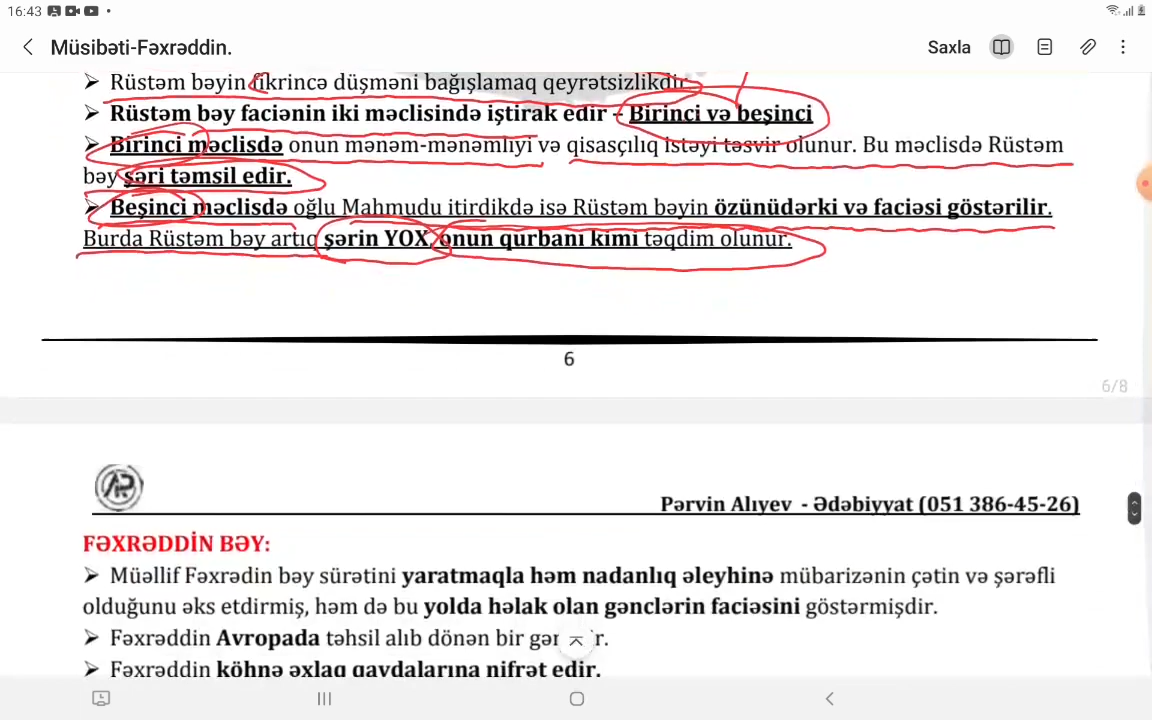 16:43
Müsibəti-Fəxrəddin.
Saxla
➢ Rüstəm bəyin fikrincə düşməni bağışlamaq qeyrətsizlikdir.
➢ Rüstəm bəy faciənin iki məclisində iştirak edir – Birinci və beşinci
➢ Birinci məclisdə onun mənəm-mənəmliyi və qisasçılıq istəyi təsvir olunur. Bu məclisdə Rüstəm
bəy şəri təmsil edir.
➢ Beşinci məclisdə oğlu Mahmudu itirdikdə isə Rüstəm bəyin özünüdərki və faciəsi göstərilir.
Burda Rüstəm bəy artıq şərin YOX, onun qurbanı kimi təqdim olunur.
6
6/8
AP
Pərvin Alıyev - Ədəbiyyat (051 386-45-26)
FƏXRƏDDİN BƏY:
➢ Müəllif Fəxrədin bəy sürətini yaratmaqla həm nadanlıq əleyhinə mübarizənin çətin və şərəfli
olduğunu əks etdirmiş, həm də bu yolda həlak olan gənclərin faciəsini göstərmişdir.
➢ Fəxrəddin Avropada təhsil alıb dönən bir
➢ Fəxrəddin köhnə əxlaq qaydalarına nifrət edir.